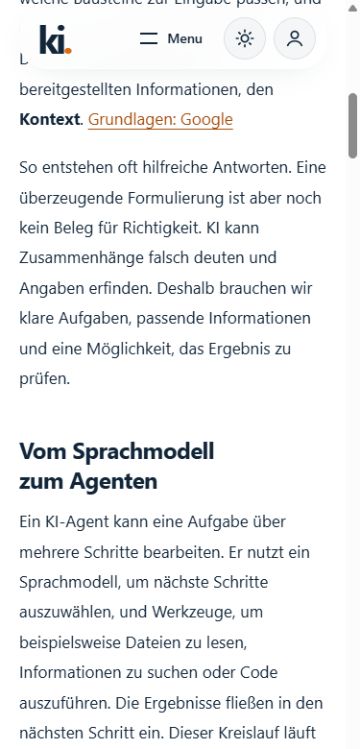 ki.
Menu
bereitgestellten Informationen, den
Kontext. Grundlagen: Google
So entstehen oft hilfreiche Antworten. Eine
überzeugende Formulierung ist aber noch
kein Beleg für Richtigkeit. KI kann
Zusammenhänge falsch deuten und
Angaben erfinden. Deshalb brauchen wir
klare Aufgaben, passende Informationen
und eine Möglichkeit, das Ergebnis zu
prüfen.
Vom Sprachmodell
zum Agenten
Ein KI-Agent kann eine Aufgabe über
mehrere Schritte bearbeiten. Er nutzt ein
Sprachmodell, um nächste Schritte
auszuwählen, und Werkzeuge, um
beispielsweise Dateien zu lesen,
Informationen zu suchen oder Code
auszuführen. Die Ergebnisse fließen in den
nächsten Schritt ein. Dieser Kreislauf läuft